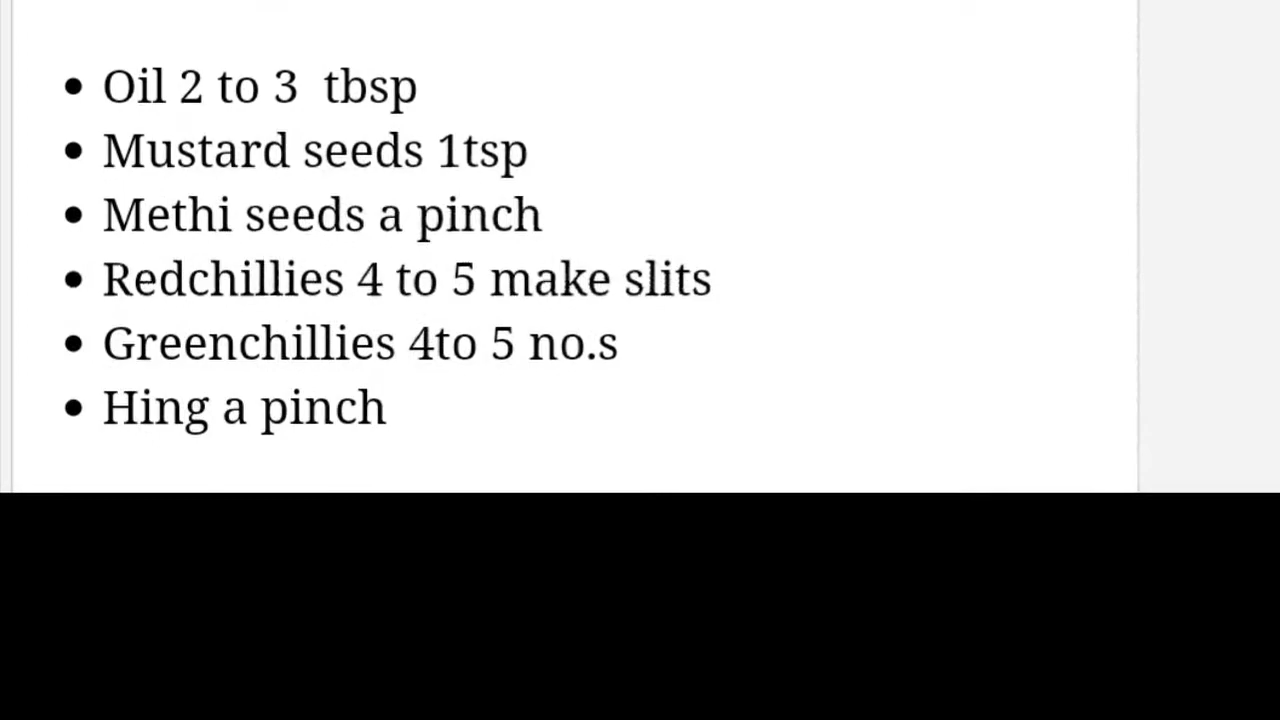 • Oil 2 to 3  tbsp
• Mustard seeds 1tsp
• Methi seeds a pinch
• Redchillies 4 to 5 make slits
• Greenchillies 4to 5 no.s
• Hing a pinch